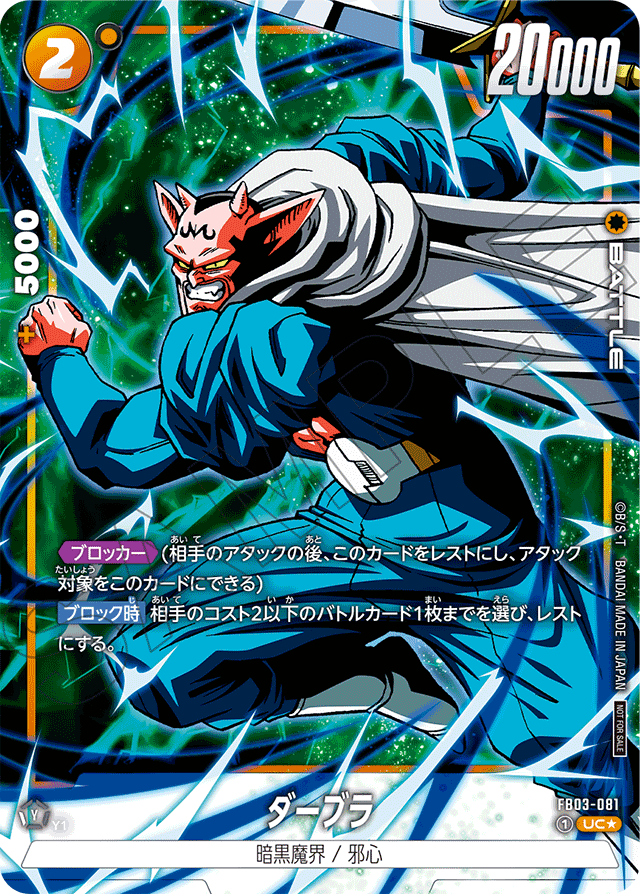 2
20000
5000
+
BATTLE
SAMPLE
ブロッカー (相手のアタックの後、このカードをレストにし、アタック
対象をこのカードにできる)
ブロック時 相手のコスト2以下のバトルカード1枚までを選び、レスト
にする。
©B/S・T BANDAI MADE IN JAPAN
NOT FOR SALE
ダーブラ
FB03-081
Y
Y1
1 UC★
暗黒魔界 / 邪心